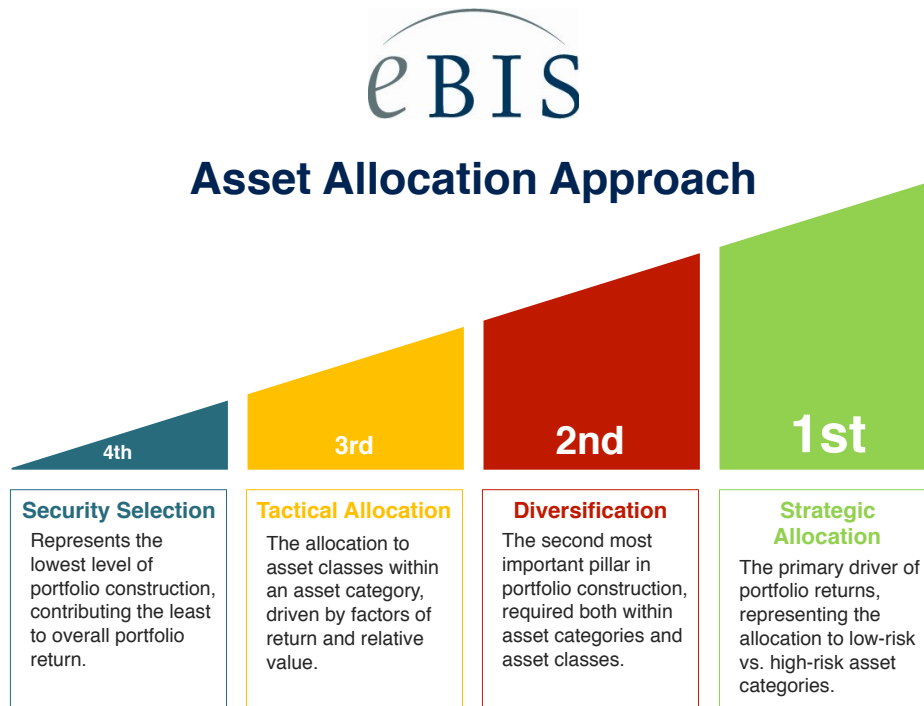 eBIS
Asset Allocation Approach
4th
3rd
2nd
1st
Security Selection
Represents the
lowest level of
portfolio construction,
contributing the least
to overall portfolio
return.
Tactical Allocation
The allocation to
asset classes within
an asset category,
driven by factors of
return and relative
value.
Diversification
The second most
important pillar in
portfolio construction,
required both within
asset categories and
asset classes.
Strategic
Allocation
The primary driver of
portfolio returns,
representing the
allocation to low-risk
vs. high-risk asset
categories.